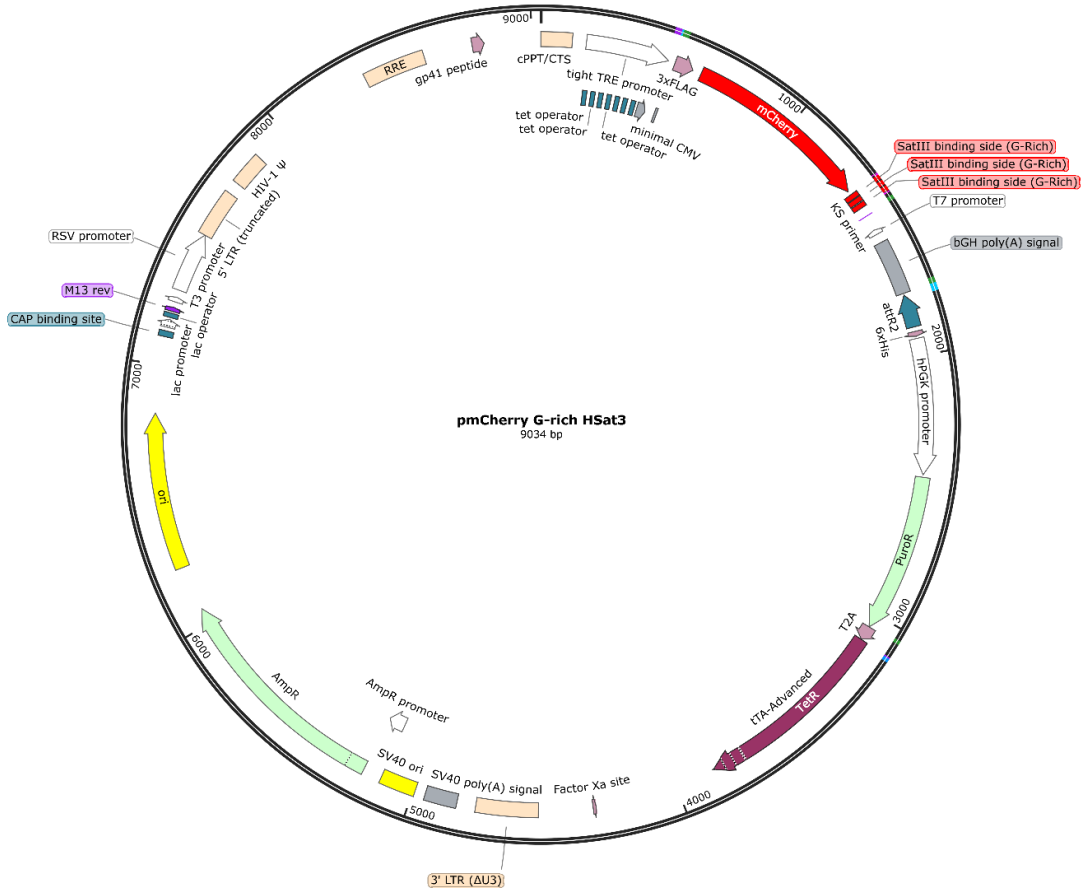 9000
cPPT/CTS
gp41 peptide
RRE
tight TRE promoter
3xFLAG
tet operator
tet operator
tet operator
minimal CMV
1000
mCherry
8000
SatIII binding side (G-Rich)
SatIII binding side (G-Rich)
SatIII binding side (G-Rich)
T7 promoter
KS primer
HIV-1 ψ
5' LTR (truncated)
RSV promoter
bGH poly(A) signal
T3 promoter
M13 rev
CAP binding site
lac operator
lac promoter
attR2
6xHis
2000
7000
hPGK promoter
pmCherry G-rich HSat3
9034 bp
ori
PuroR
3000
T2A
6000
tTA-Advanced
TetR
AmpR
AmpR promoter
SV40 ori
SV40 poly(A) signal
Factor Xa site
5000
4000
3' LTR (ΔU3)